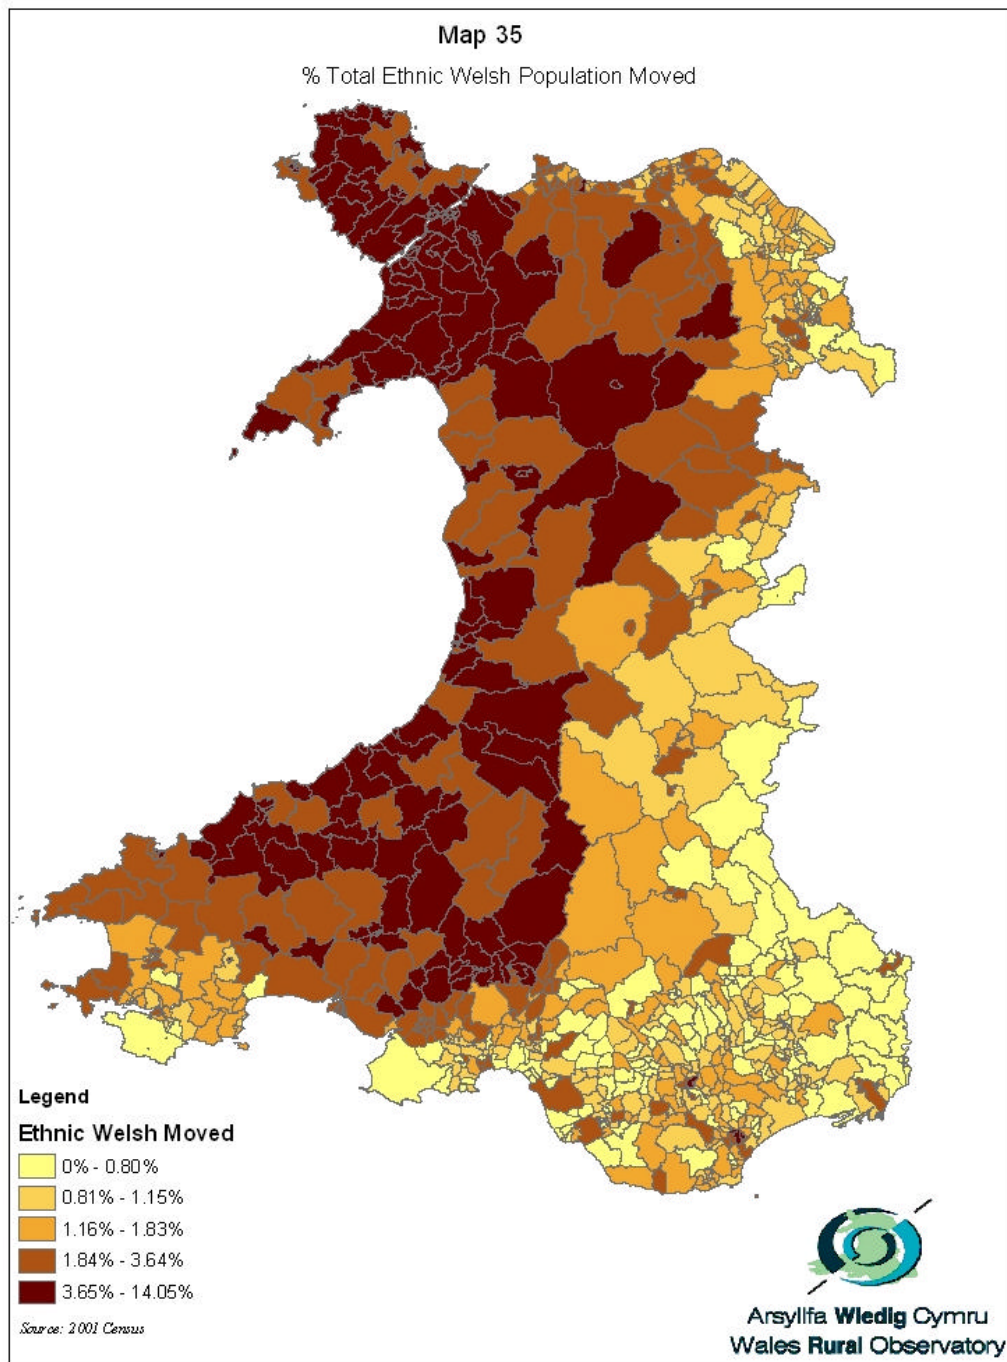 Map 35
% Total Ethnic Welsh Population Moved
Legend
Ethnic Welsh Moved
0% - 0.80%
0.81% - 1.15%
1.16% - 1.83%
1.84% - 3.64%
3.65% - 14.05%
Source: 2001 Census
Arsyllfa Wledig Cymru
Wales Rural Observatory